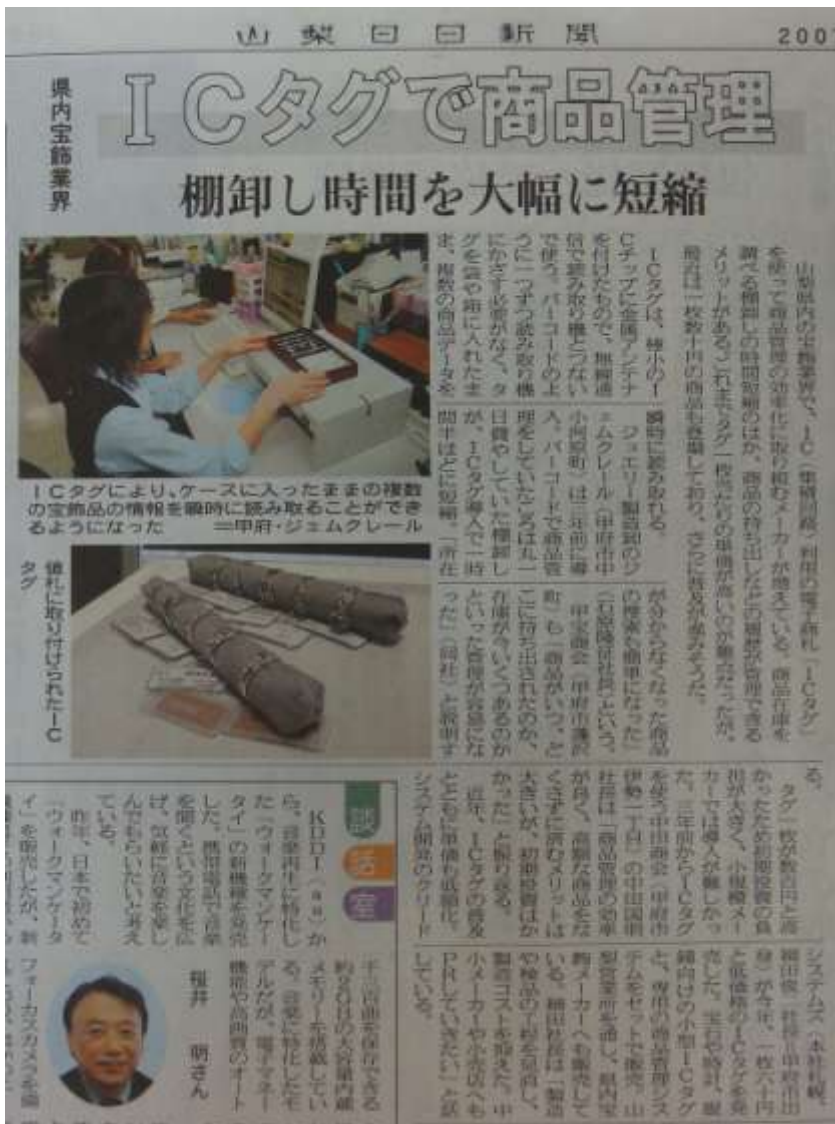 山梨日日新聞
200
県内宝飾業界
ICタグで商品管理
棚卸し時間を大幅に短縮
山梨県内の宝飾業界で、IC(集積回路)利用の電子荷札「ICタグ」
を使って商品管理の効率化に取り組むメーカーが増えている。商品在庫を
調べる棚卸しの時間短縮のほか、商品の持ち出しなどの履歴が管理できる
メリットがある。これまでタグ一枚当たりの単価が高いのが難点だったが、
最近は一枚数十円の商品も登場しており、さらに普及が進みそうだ。
ICタグは、極小のI
Cチップに金属アンテナ
を付けたもので、無線通
信で読み取り機とつない
で使う。バーコードのよ
うに一つずつ読み取り機
にかざす必要がなく、タ
グを袋や箱に入れたま
ま、複数の商品データを
瞬時に読み取れる。
ジュエリー製造卸のジ
ェムクレール(甲府市中
小河原町)は三年前に導
入。バーコードで商品管
理をしていたころは丸一
日費やしていた棚卸し
が、ICタグ導入で一時
間半ほどに短縮。「所在
が分からなくなった商品
の捜索も簡単になった」
(石原隆征社長)という。
甲宝商会(甲府市蓬沢
町)も「商品がいつ、ど
こに持ち出されたのか、
在庫が今いくつあるのか
といった管理が容易にな
った」(同社)と説明す
る。
タグ一枚が数百円と高
かったため初期投資の負
担が大きく、小規模メー
カーでは導入が難しかっ
た。三年前からICタグ
を使う中田商会(甲府市
伊勢一丁目)の中田国明
社長は「商品管理の効率
が良く、高額な商品をな
くさずに済むメリットは
大きいが、初期投資はか
かった」と振り返る。
近年、ICタグの普及
とともに単価も低廉化。
システム開発のクリード
システムズ(本社札幌、
細田俊一社長=甲府市出
身)が今年、一枚六十円
と低価格のICタグを発
売した。宝石や時計、眼
鏡向けの小型ICタグ
と、専用の商品管理シス
テムをセットで販売。山
梨営業所を通し、県内宝
飾メーカーへも販売して
いる。細田社長は「製造
や検品の工程を見直し、
製造コストを抑えた。中
小メーカーや小売店へも
PRしていきたい」と話
している。
ICタグにより、ケースに入ったままの複数
の宝飾品の情報を瞬時に読み取ることができ
るようになった =甲府・ジェムクレール
値札に取り付けられたIC
タグ
談話室
KDDI(au)か
ら、音楽再生に特化し
た「ウォークマンケー
タイ」の新機種を発売
した。携帯電話で音楽
を聞くという文化を広
げ、気軽に音楽を楽し
んでもらいたいと考え
ている。
昨年、日本で初めて
「ウォークマンケータ
イ」を販売したが、新
千三百曲を保存できる
約2GBの大容量内蔵
メモリーを搭載してい
る。音楽に特化したモ
デルだが、電子マネー
機能や高画質のオート
フォーカスカメラを備
桜井 明さん